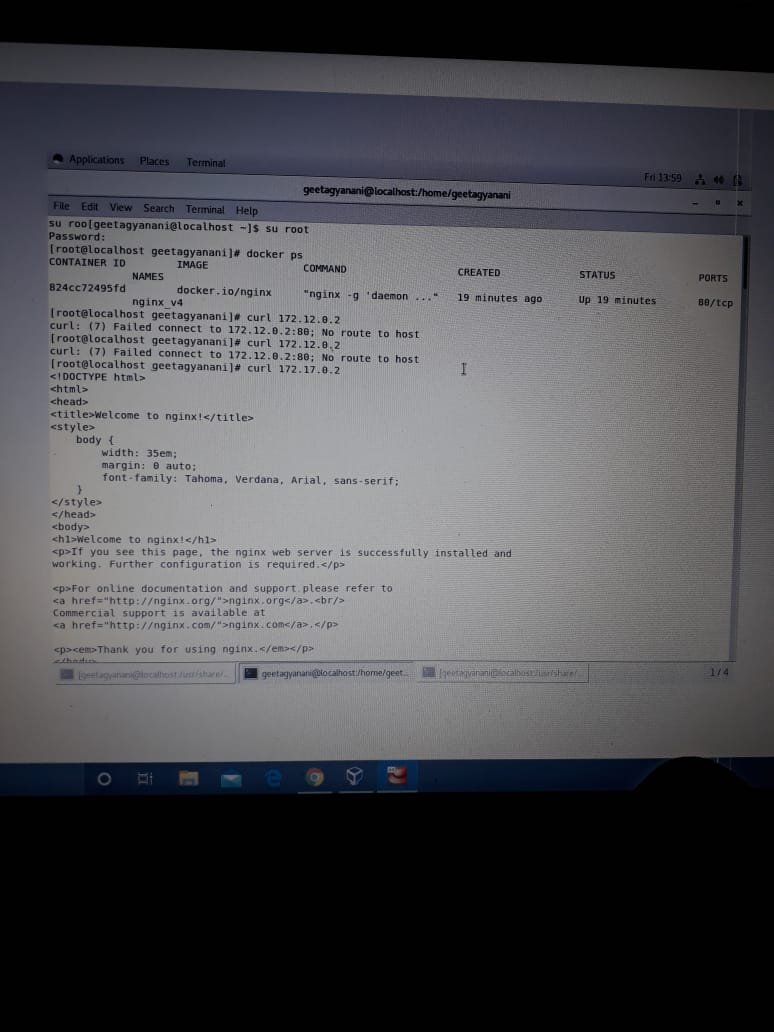 Applications Places Terminal
Fri 13:59
geetagyanani@localhost:/home/geetagyanani
File Edit View Search Terminal Help
su roo[geetagyanani@localhost ~]$ su root
Password:
[root@localhost geetagyanani]# docker ps
CONTAINER ID IMAGE COMMAND CREATED STATUS PORTS
NAMES
824cc72495fd docker.io/nginx "nginx -g 'daemon ..." 19 minutes ago Up 19 minutes 80/tcp
nginx_v4
[root@localhost geetagyanani]# curl 172.12.0.2
curl: (7) Failed connect to 172.12.0.2:80; No route to host
[root@localhost geetagyanani]# curl 172.12.0.2
curl: (7) Failed connect to 172.12.0.2:80; No route to host
[root@localhost geetagyanani]# curl 172.17.0.2
<!DOCTYPE html>
<html>
<head>
<title>Welcome to nginx!</title>
<style>
body {
width: 35em;
margin: 0 auto;
font-family: Tahoma, Verdana, Arial, sans-serif;
}
</style>
</head>
<body>
<h1>Welcome to nginx!</h1>
<p>If you see this page, the nginx web server is successfully installed and
working. Further configuration is required.</p>
<p>For online documentation and support please refer to
<a href="http://nginx.org/">nginx.org</a>.<br/>
Commercial support is available at
<a href="http://nginx.com/">nginx.com</a>.</p>
<p><em>Thank you for using nginx.</em></p>
</body>
[geetagyanani@localhost:/usr/share/... geetagyanani@localhost:/home/geet... [geetagyanani@localhost:/usr/share/... 1 / 4